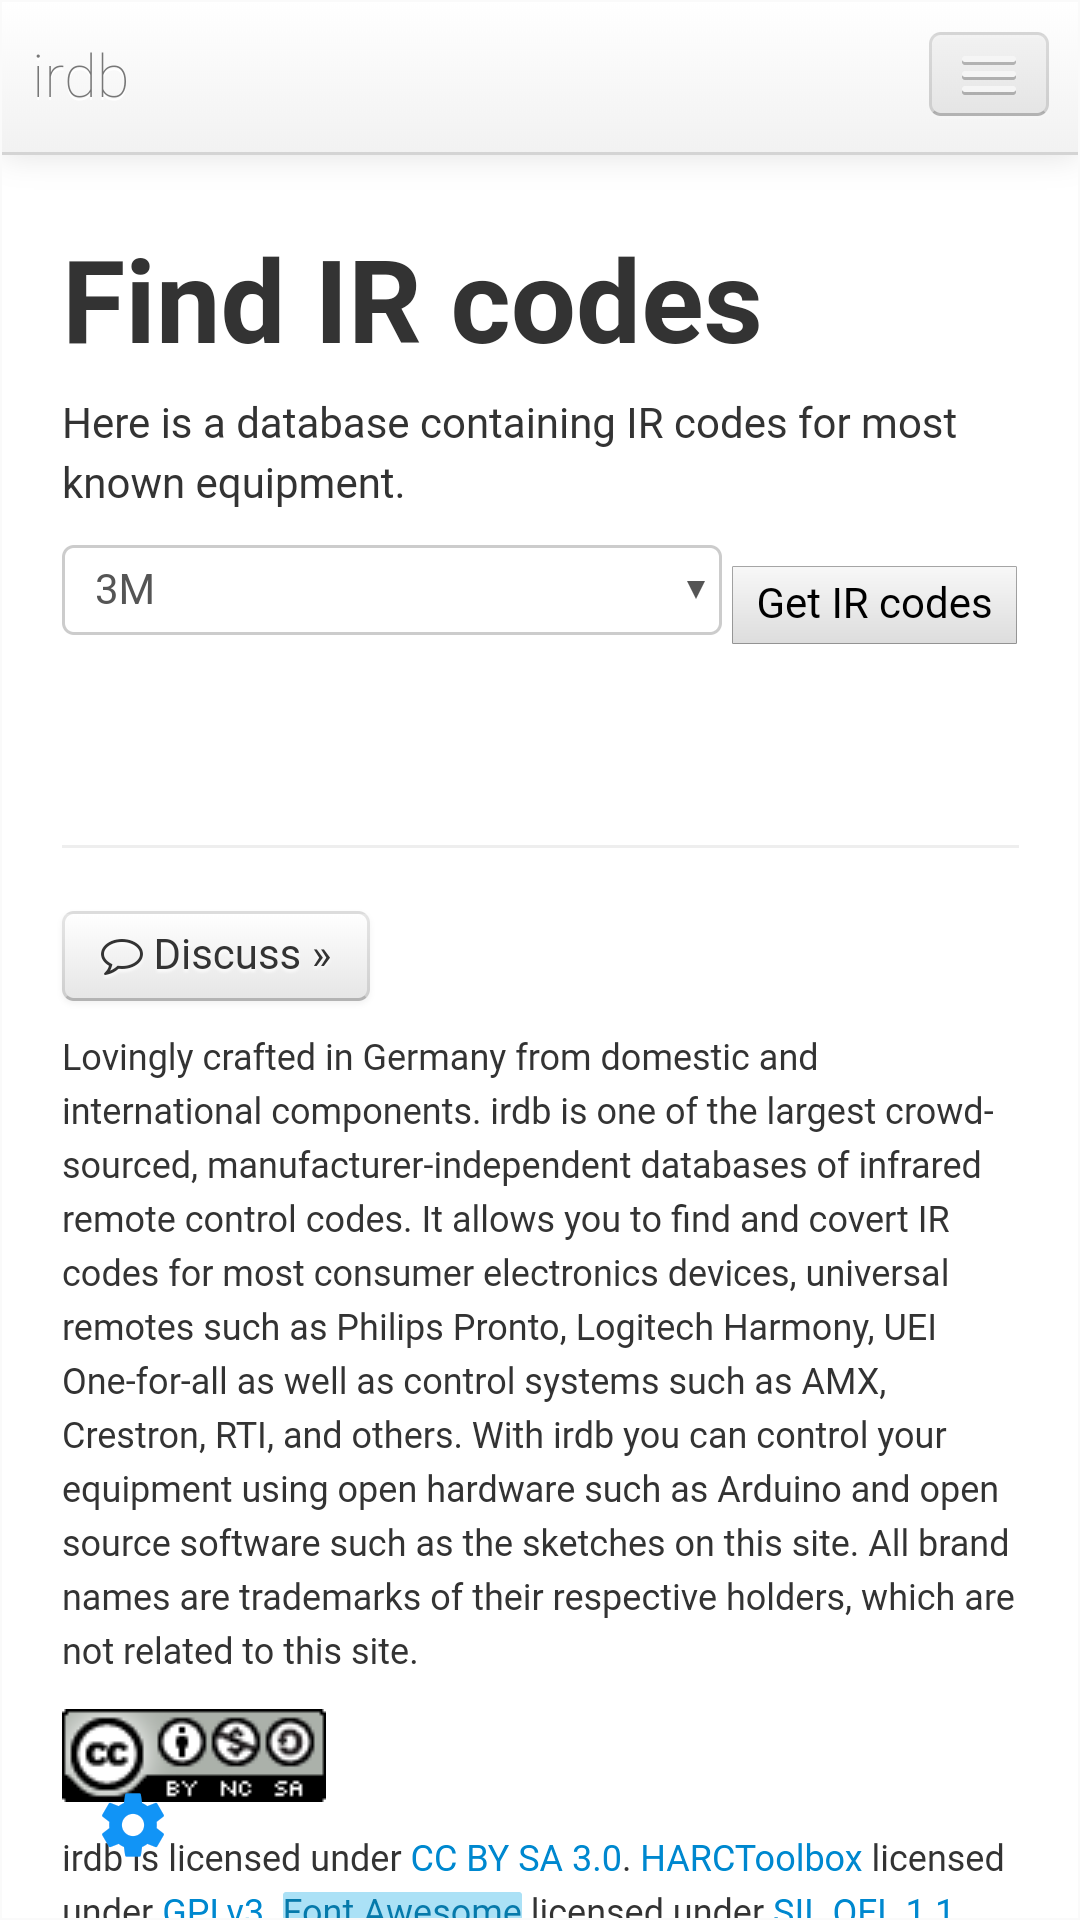 irdb
Find IR codes
Here is a database containing IR codes for most
known equipment.
3M
Get IR codes
Discuss »
Lovingly crafted in Germany from domestic and
international components. irdb is one of the largest crowd-
sourced, manufacturer-independent databases of infrared
remote control codes. It allows you to find and covert IR
codes for most consumer electronics devices, universal
remotes such as Philips Pronto, Logitech Harmony, UEI
One-for-all as well as control systems such as AMX,
Crestron, RTI, and others. With irdb you can control your
equipment using open hardware such as Arduino and open
source software such as the sketches on this site. All brand
names are trademarks of their respective holders, which are
not related to this site.
CC BY NC SA
irdb is licensed under CC BY SA 3.0. HARCToolbox licensed
under GPLv3. Font Awesome licensed under SIL OFL 1.1